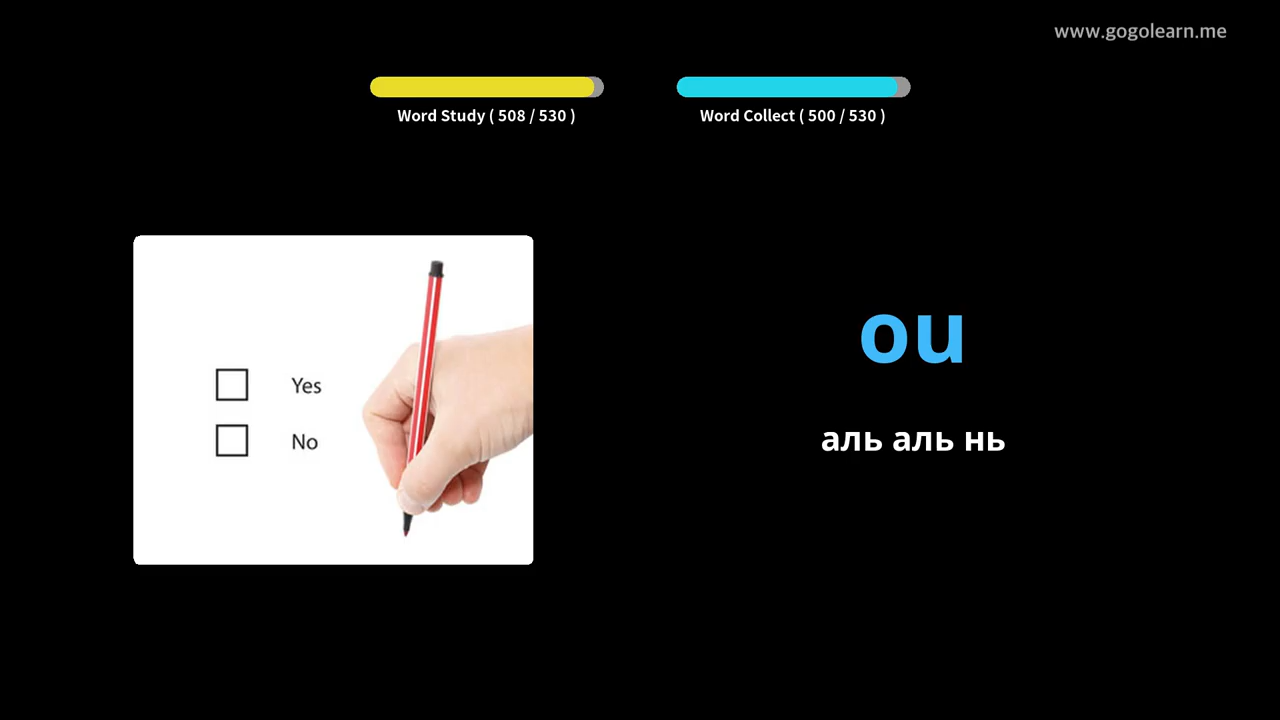 www.gogolearn.me
Word Study ( 508 / 530 )
Word Collect ( 500 / 530 )
Yes
No
ou
аль аль нь